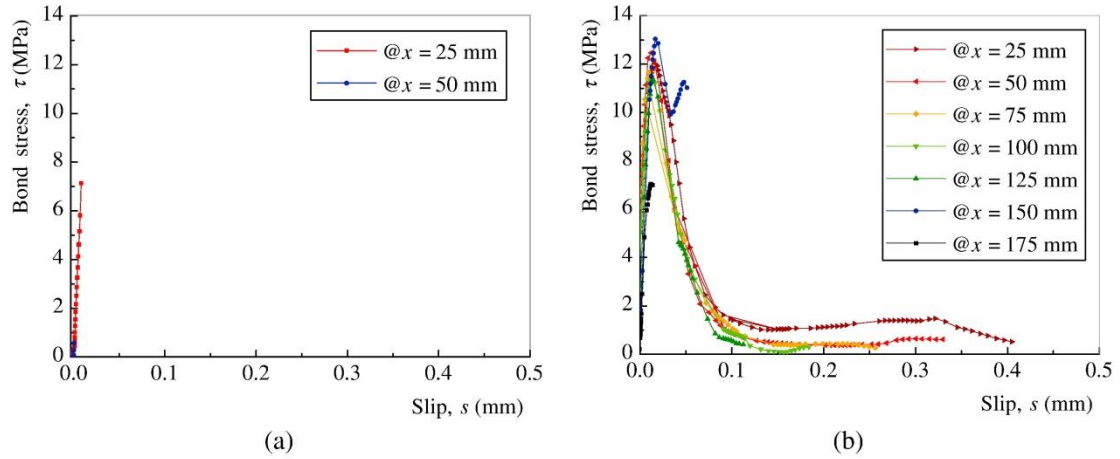 14
12
10
8
6
4
2
0
Bond stress, τ (MPa)
@x = 25 mm
@x = 50 mm
0.0 0.1 0.2 0.3 0.4 0.5
Slip, s (mm)
(a)
14
12
10
8
6
4
2
0
Bond stress, τ (MPa)
@x = 25 mm
@x = 50 mm
@x = 75 mm
@x = 100 mm
@x = 125 mm
@x = 150 mm
@x = 175 mm
0.0 0.1 0.2 0.3 0.4 0.5
Slip, s (mm)
(b)